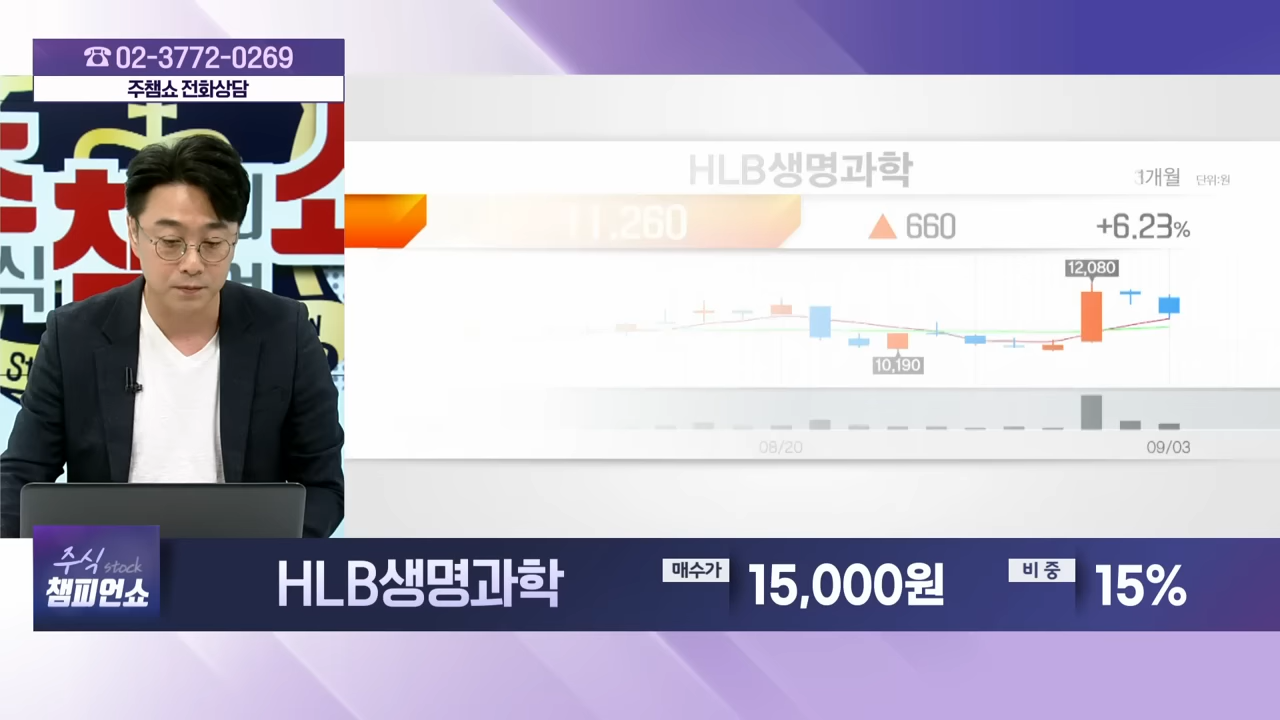 ☎02-3772-0269
주챔쇼 전화상담
HLB생명과학
1개월 단위:원
11,260 ▲ 660 +6.23%
12,080
10,190
08/20 09/03
주식 stock
챔피언쇼
HLB생명과학
매수가 15,000원
비중 15%